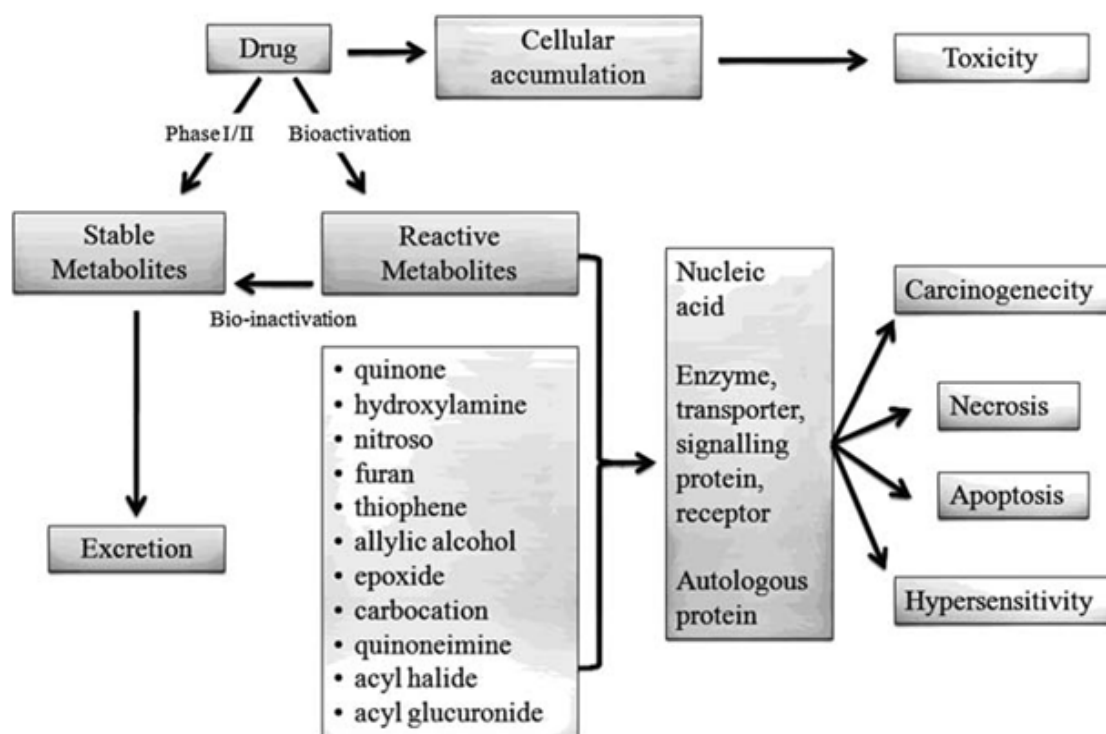 Drug
Cellular
accumulation
Toxicity
Phase I/II
Bioactivation
Stable
Metabolites
Reactive
Metabolites
Bio-inactivation
Excretion
• quinone
• hydroxylamine
• nitroso
• furan
• thiophene
• allylic alcohol
• epoxide
• carbocation
• quinoneimine
• acyl halide
• acyl glucuronide
Nucleic
acid
Enzyme,
transporter,
signalling
protein,
receptor
Autologous
protein
Carcinogenecity
Necrosis
Apoptosis
Hypersensitivity